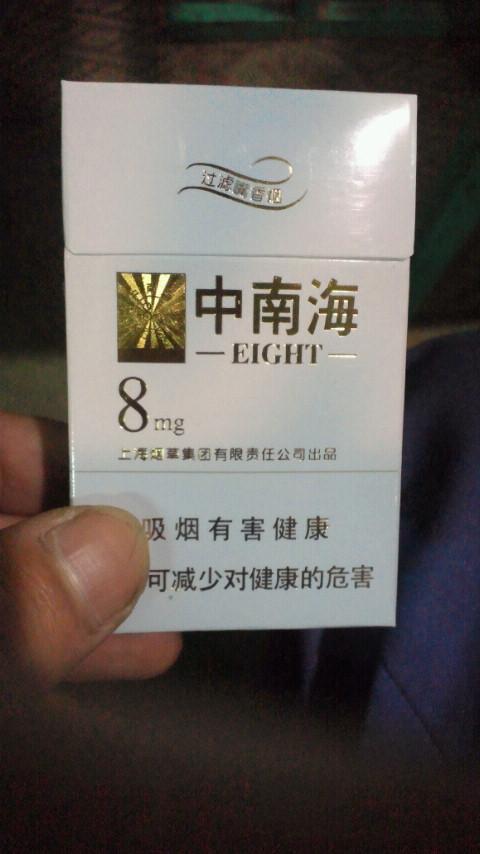 过滤嘴香烟
中南海
EIGHT
8mg
上海烟草集团有限责任公司出品
吸烟有害健康
可减少对健康的危害